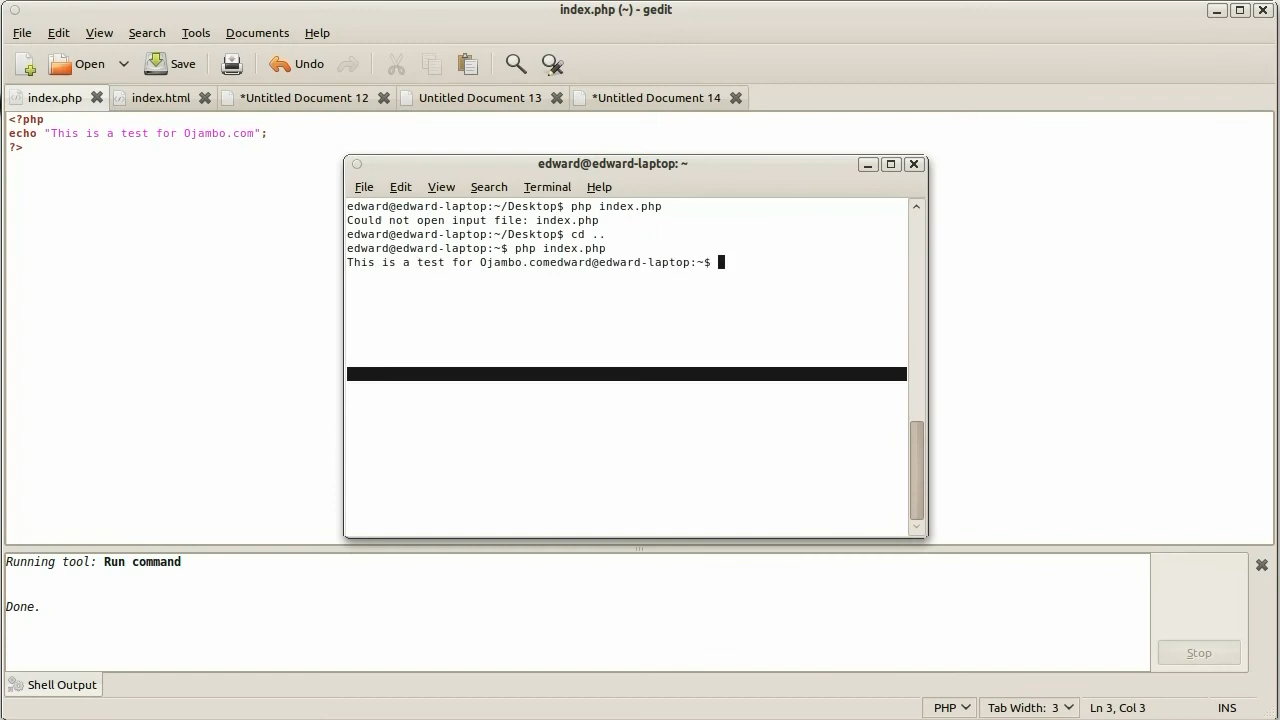 index.php (~) - gedit
File Edit View Search Tools Documents Help
Open Save Undo
index.php index.html *Untitled Document 12 Untitled Document 13 *Untitled Document 14
<?php
echo "This is a test for Ojambo.com";
?>
edward@edward-laptop: ~
File Edit View Search Terminal Help
edward@edward-laptop:~/Desktop$ php index.php
Could not open input file: index.php
edward@edward-laptop:~/Desktop$ cd ..
edward@edward-laptop:~$ php index.php
This is a test for Ojambo.comedward@edward-laptop:~$
Running tool: Run command
Done.
Stop
Shell Output
PHP Tab Width: 3 Ln 3, Col 3 INS